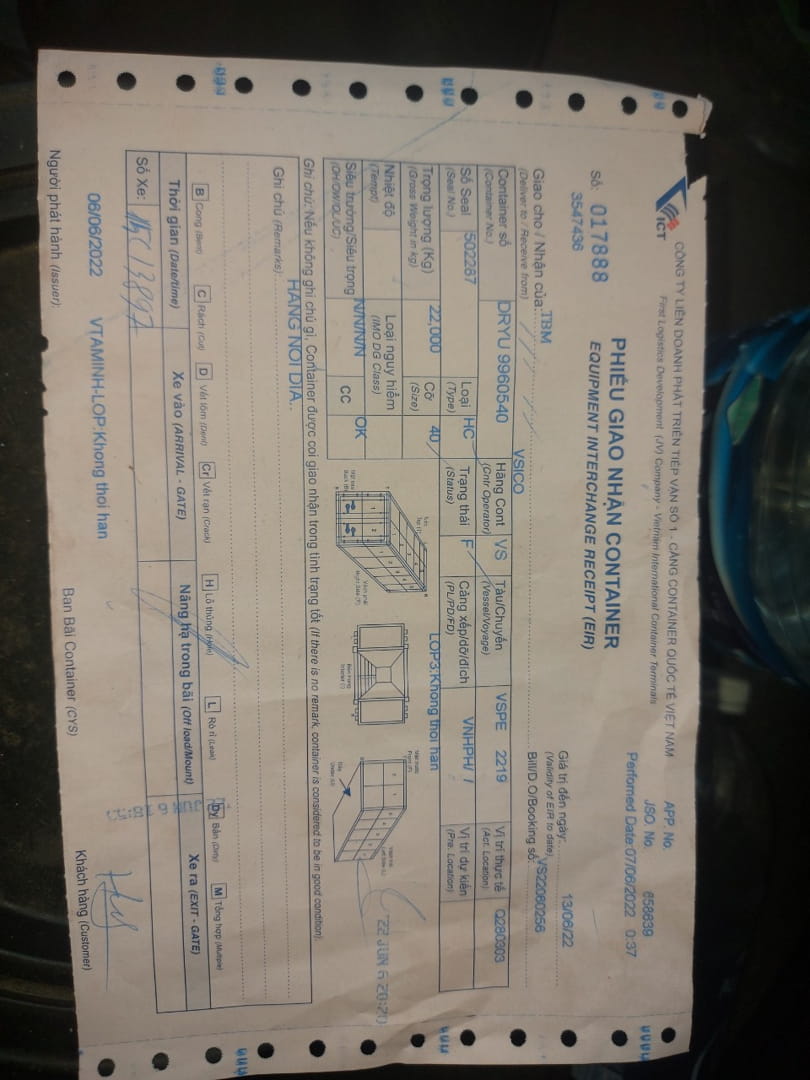 VICT
CÔNG TY LIÊN DOANH PHÁT TRIỂN TIẾP VẬN SỐ 1 - CẢNG CONTAINER QUỐC TẾ VIỆT NAM
First Logistics Development (JV) Company - Vietnam International Container Terminals
APP. No.
JSO. No. 658639
Perfomed Date:07/06/2022 0:37
PHIẾU GIAO NHẬN CONTAINER
EQUIPMENT INTERCHANGE RECEIPT (EIR)
Số: 017888
3547436
Giá trị đến ngày: 13/06/22
(Validity of EIR to date)
Giao cho / Nhận của: TBM
(Deliver to / Receive from)
Bill/D.O/Booking số: VS22060256
VSICO
Container số DRYU 9960540 Hãng Cont VS Tàu/Chuyến VSPE 2219 Vị trí thực tế Q280303
(Container No.) (Cntr Operator) (Vessel/Voyage) (Act. Location)
Số Seal 502287 Loại HC Trạng thái F Cảng xếp/dỡ/đích VNHPH/ / Vị trí dự kiến
(Seal No.) (Type) (Status) (PL/PD/FD) (Pre. Location)
Trọng lượng (Kg) 22,000 Cỡ 40 LOP3:Khong thoi han
(Gross Weight in kg) (Size)
Nhiệt độ Loại nguy hiểm
(Tempt) (IMO DG Class)
'22 JUN 6 20:20
Siêu trường/Siêu trọng N/N/N/N CC OK
(OH/OW/OL/UC)
Ghi chú: Nếu không ghi chú gì, Container được coi giao nhận trong tình trạng tốt (If there is no remark, container is considered to be in good condition).
HANG NOI DIA..
Ghi chú (Remarks):
B Cong (Bent) C Rách (Cut) D Vết lõm (Dent) Cr Vết rạn (Crack) H Lỗ thủng (Hole) L Rò rỉ (Leak) Dy Bẩn (Dirty) M Tổng hợp (Multiple)
Thời gian (Date/time) Xe vào (ARRIVAL - GATE) Nâng hạ trong bãi (Off load/Mount) Xe ra (EXIT - GATE)
Số Xe: 15C13897
JUN 6 18:5
06/06/2022 VTAMINH-LOP:Khong thoi han
Người phát hành (Issuer): Ban Bãi Container (CYS) Khách hàng (Customer)